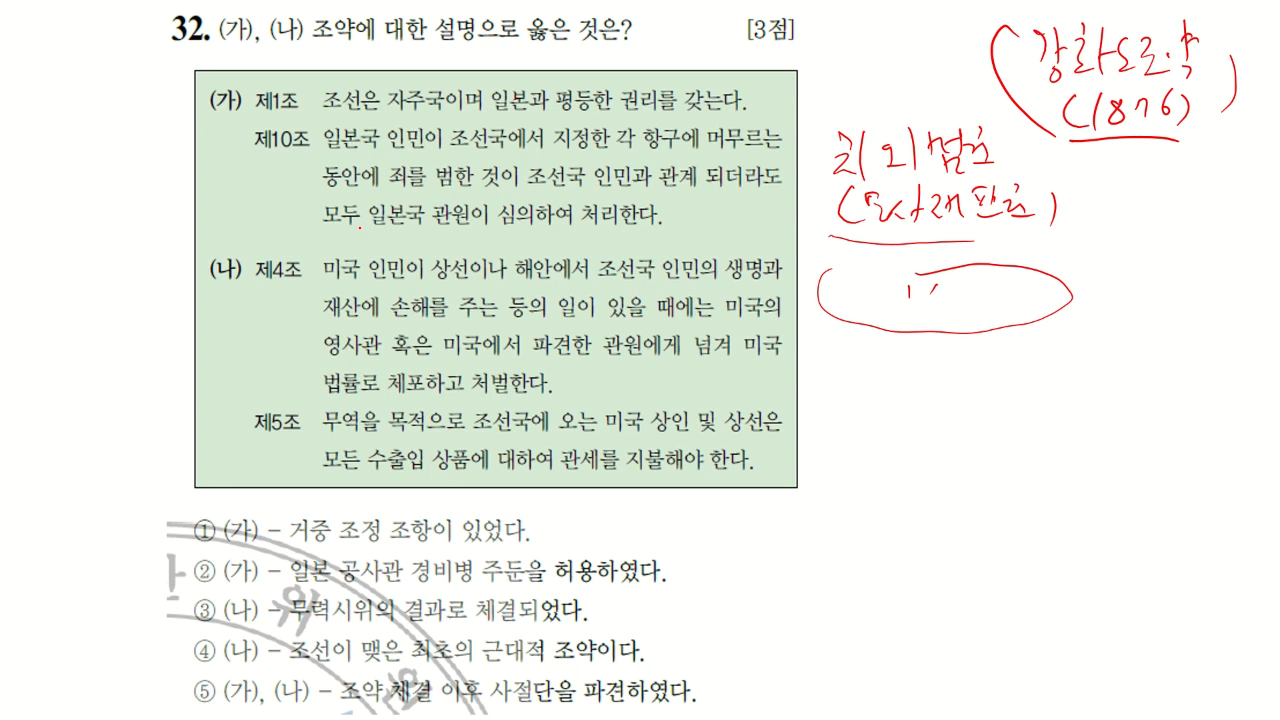 32. (가), (나) 조약에 대한 설명으로 옳은 것은? [3점]
(가) 제1조 조선은 자주국이며 일본과 평등한 권리를 갖는다.
제10조 일본국 인민이 조선국에서 지정한 각 항구에 머무르는
동안에 죄를 범한 것이 조선국 인민과 관계 되더라도
모두 일본국 관원이 심의하여 처리한다.
(나) 제4조 미국 인민이 상선이나 해안에서 조선국 인민의 생명과
재산에 손해를 주는 등의 일이 있을 때에는 미국의
영사관 혹은 미국에서 파견한 관원에게 넘겨 미국
법률로 체포하고 처벌한다.
제5조 무역을 목적으로 조선국에 오는 미국 상인 및 상선은
모든 수출입 상품에 대하여 관세를 지불해야 한다.
① (가) - 거중 조정 조항이 있었다.
② (가) - 일본 공사관 경비병 주둔을 허용하였다.
③ (나) - 무력시위의 결과로 체결되었다.
④ (나) - 조선이 맺은 최초의 근대적 조약이다.
⑤ (가), (나) - 조약 체결 이후 사절단을 파견하였다.
강화도조약
(1876)
치외법권
(영사재판권)
위